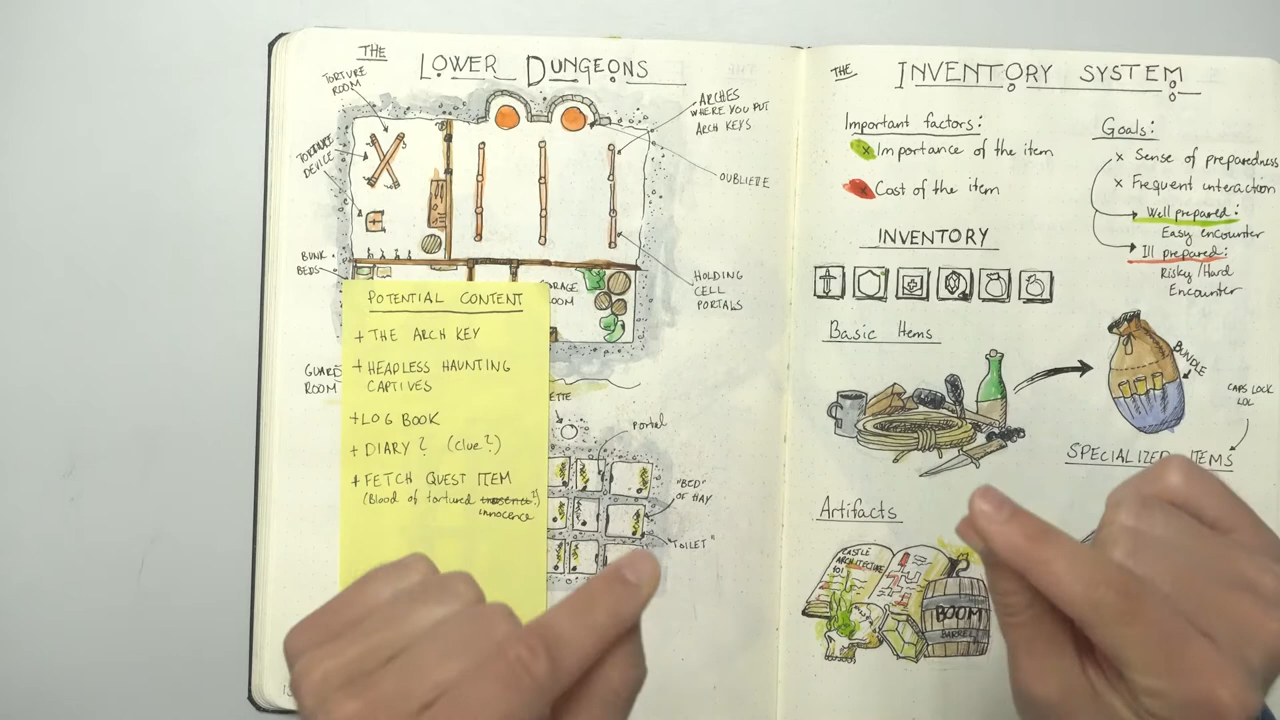 THE
LOWER DUNGEONS
TORTURE
ROOM
TORTURE
DEVICE
BUNK
BEDS
GUARD
ROOM
ARCHES
WHERE YOU PUT
ARCH KEYS
OUBLIETTE
HOLDING
CELL
PORTALS
ROOM
POTENTIAL CONTENT
+ THE ARCH KEY
+ HEADLESS HAUNTING
CAPTIVES
+ LOG BOOK
+ DIARY? (clue?)
+ FETCH QUEST ITEM
(Blood of tortured
innocence
Portal
"BED"
OF HAY
"TOILET"
THE
INVENTORY SYSTEM
Important factors:
x Importance of the item
x Cost of the item
Goals:
x Sense of preparedness
x Frequent interaction
Well prepared:
Easy encounter
Ill prepared:
Risky/Hard
Encounter
INVENTORY
Basic Items
BUNDLE
CAPS LOCK
LOL
SPECIALIZED ITEMS
Artifacts
CASTLE
ARCHITECTURE
101
BOOM
BARREL